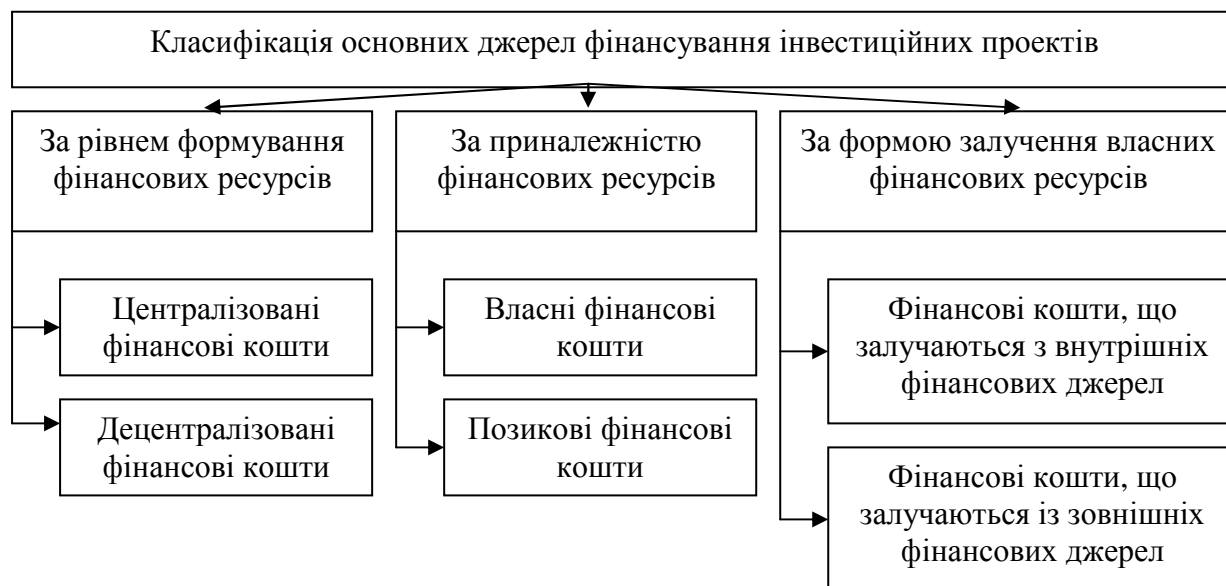 Класифікація основних джерел фінансування інвестиційних проектів
За рівнем формування
фінансових ресурсів
За приналежністю
фінансових ресурсів
За формою залучення власних
фінансових ресурсів
Централізовані
фінансові кошти
Децентралізовані
фінансові кошти
Власні фінансові
кошти
Позикові фінансові
кошти
Фінансові кошти, що
залучаються з внутрішніх
фінансових джерел
Фінансові кошти, що
залучаються із зовнішніх
фінансових джерел